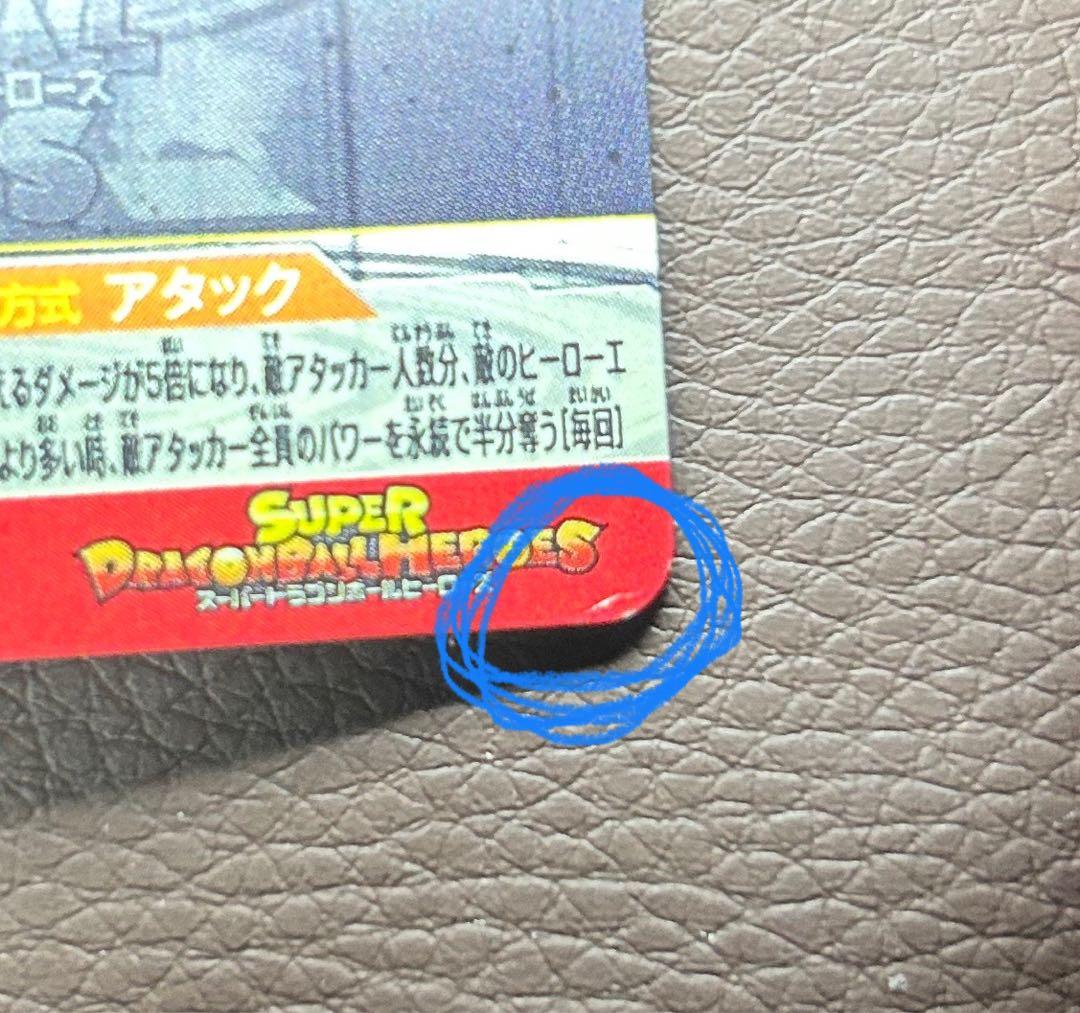 ーローズ
方式 アタック
えるダメージが5倍になり、敵アタッカー人数分、敵のヒーローエ
より多い時、敵アタッカー全員のパワーを永続で半分奪う[毎回]
SUPER
DRAGONBALL HEROES
スーパードラゴンボールヒーローズ